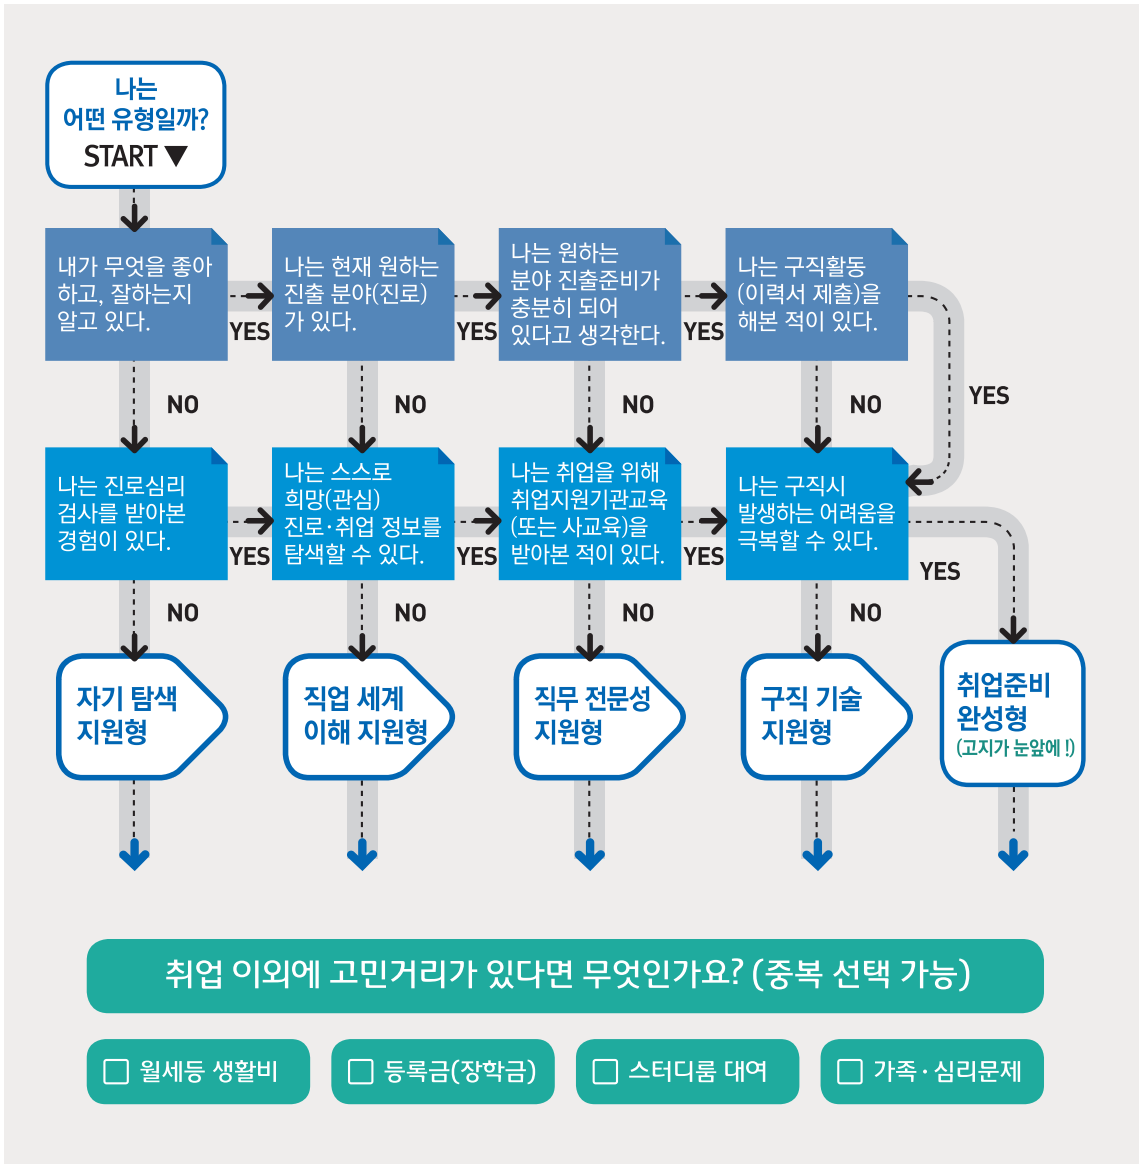 나는
어떤 유형일까?
START ▼
내가 무엇을 좋아
하고, 잘하는지
알고 있다.
YES
나는 현재 원하는
진출 분야(진로)
가 있다.
YES
나는 원하는
분야 진출준비가
충분히 되어
있다고 생각한다.
YES
나는 구직활동
(이력서 제출)을
해본 적이 있다.
YES
NO
NO
NO
NO
나는 진로심리
검사를 받아본
경험이 있다.
YES
나는 스스로
희망(관심)
진로·취업 정보를
탐색할 수 있다.
YES
나는 취업을 위해
취업지원기관교육
(또는 사교육)을
받아본 적이 있다.
YES
나는 구직시
발생하는 어려움을
극복할 수 있다.
YES
NO
NO
NO
NO
자기 탐색
지원형
직업 세계
이해 지원형
직무 전문성
지원형
구직 기술
지원형
취업준비
완성형
(고지가 눈앞에 !)
취업 이외에 고민거리가 있다면 무엇인가요? (중복 선택 가능)
월세등 생활비
등록금(장학금)
스터디룸 대여
가족·심리문제